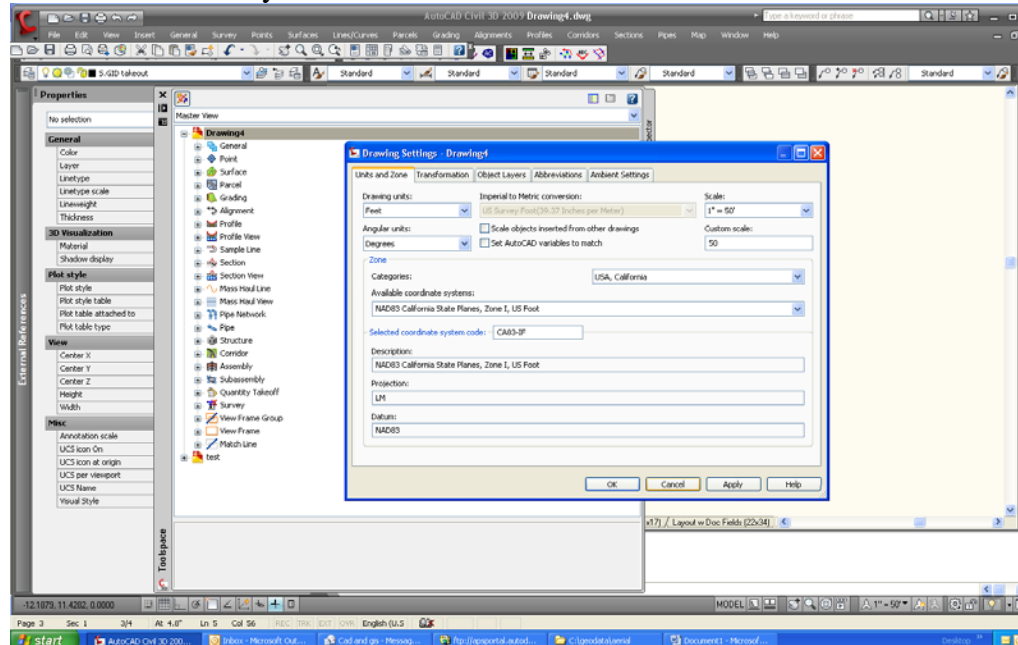 AutoCAD Civil 3D 2009 Drawing4.dwg
Type a keyword or phrase
File Edit View Insert General Survey Points Surfaces Lines/Curves Parcels Grading Alignments Profiles Corridors Sections Pipes Map Window Help
S-GID takeout Standard Standard Standard Standard Standard
Properties
No selection
General
Color
Layer
Linetype
Linetype scale
Lineweight
Thickness
3D Visualization
Material
Shadow display
Plot style
Plot style
Plot style table
Plot table attached to
Plot table type
View
Center X
Center Y
Center Z
Height
Width
Misc
Annotation scale
UCS icon On
UCS icon at origin
UCS per viewport
UCS Name
Visual Style
External References
Master View
Drawing4
General
Point
Surface
Parcel
Grading
Alignment
Profile
Profile View
Sample Line
Section
Section View
Mass Haul Line
Mass Haul View
Pipe Network
Pipe
Structure
Corridor
Assembly
Subassembly
Quantity Takeoff
Survey
View Frame Group
View Frame
Match Line
test
Toolspace
Drawing Settings - Drawing4
Units and Zone Transformation Object Layers Abbreviations Ambient Settings
Drawing units: Imperial to Metric conversion: Scale:
Feet US Survey Foot(39.37 Inches per Meter) 1" = 50'
Angular units: Scale objects inserted from other drawings Custom scale:
Degrees Set AutoCAD variables to match 50
Zone
Categories: USA, California
Available coordinate systems:
NAD83 California State Planes, Zone I, US Foot
Selected coordinate system code: CA83-IF
Description:
NAD83 California State Planes, Zone I, US Foot
Projection:
LM
Datum:
NAD83
OK Cancel Apply Help
x17) Layout w Doc Fields (22x34)
-12.1079, 11.4282, 0.0000 MODEL 1" = 50'
Page 3 Sec 1 3/4 At 4.8" Ln 5 Col 56 REC TRK EXT OVR English (U.S
start AutoCAD Civil 3D 200... Inbox - Microsoft Out... Cad and gis - Messag... ftp://apsportal.autod... C:\geodata\aerial Document1 - Microsof... Desktop